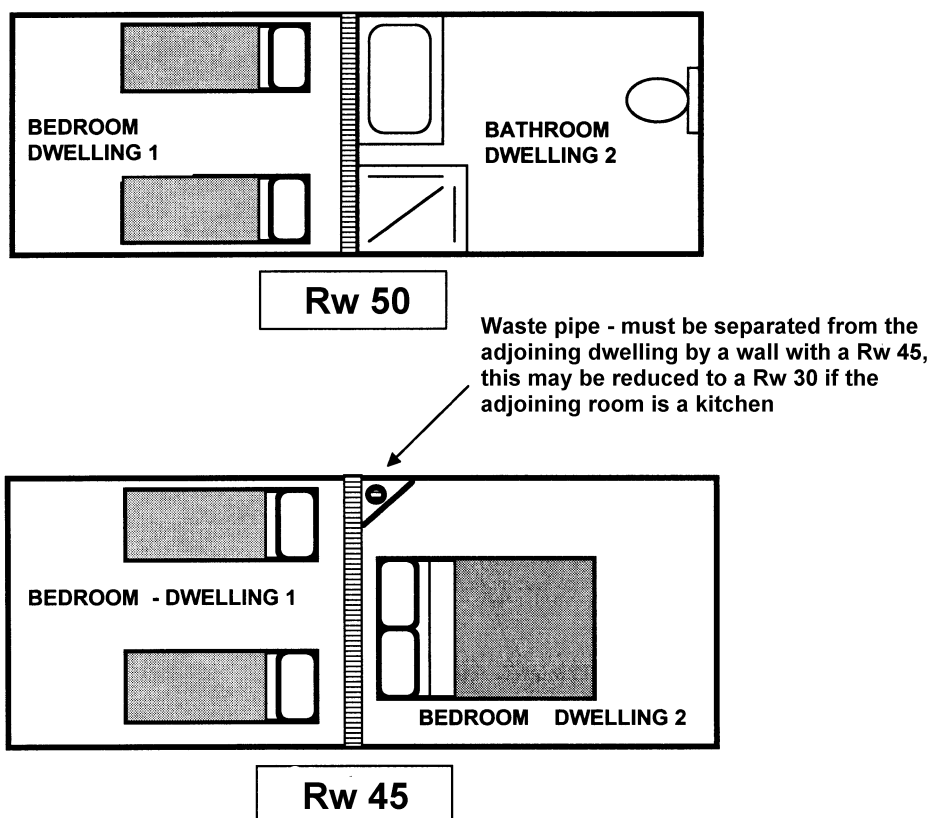 BEDROOM
DWELLING 1
BATHROOM
DWELLING 2
Rw 50
Waste pipe - must be separated from the
adjoining dwelling by a wall with a Rw 45,
this may be reduced to a Rw 30 if the
adjoining room is a kitchen
BEDROOM - DWELLING 1
BEDROOM DWELLING 2
Rw 45